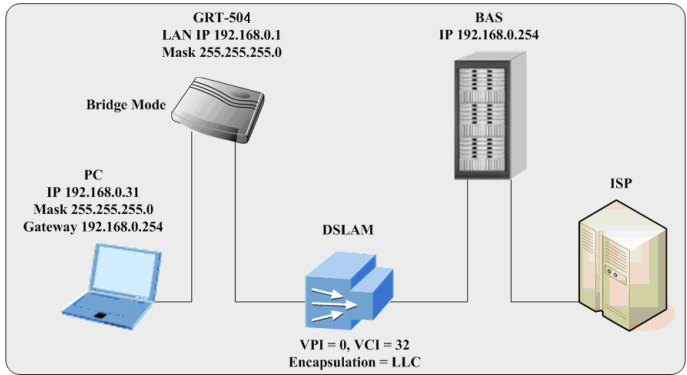 GRT-504
LAN IP 192.168.0.1
Mask 255.255.255.0
BAS
IP 192.168.0.254
Bridge Mode
PC
IP 192.168.0.31
Mask 255.255.255.0
Gateway 192.168.0.254
ISP
DSLAM
VPI = 0, VCI = 32
Encapsulation = LLC